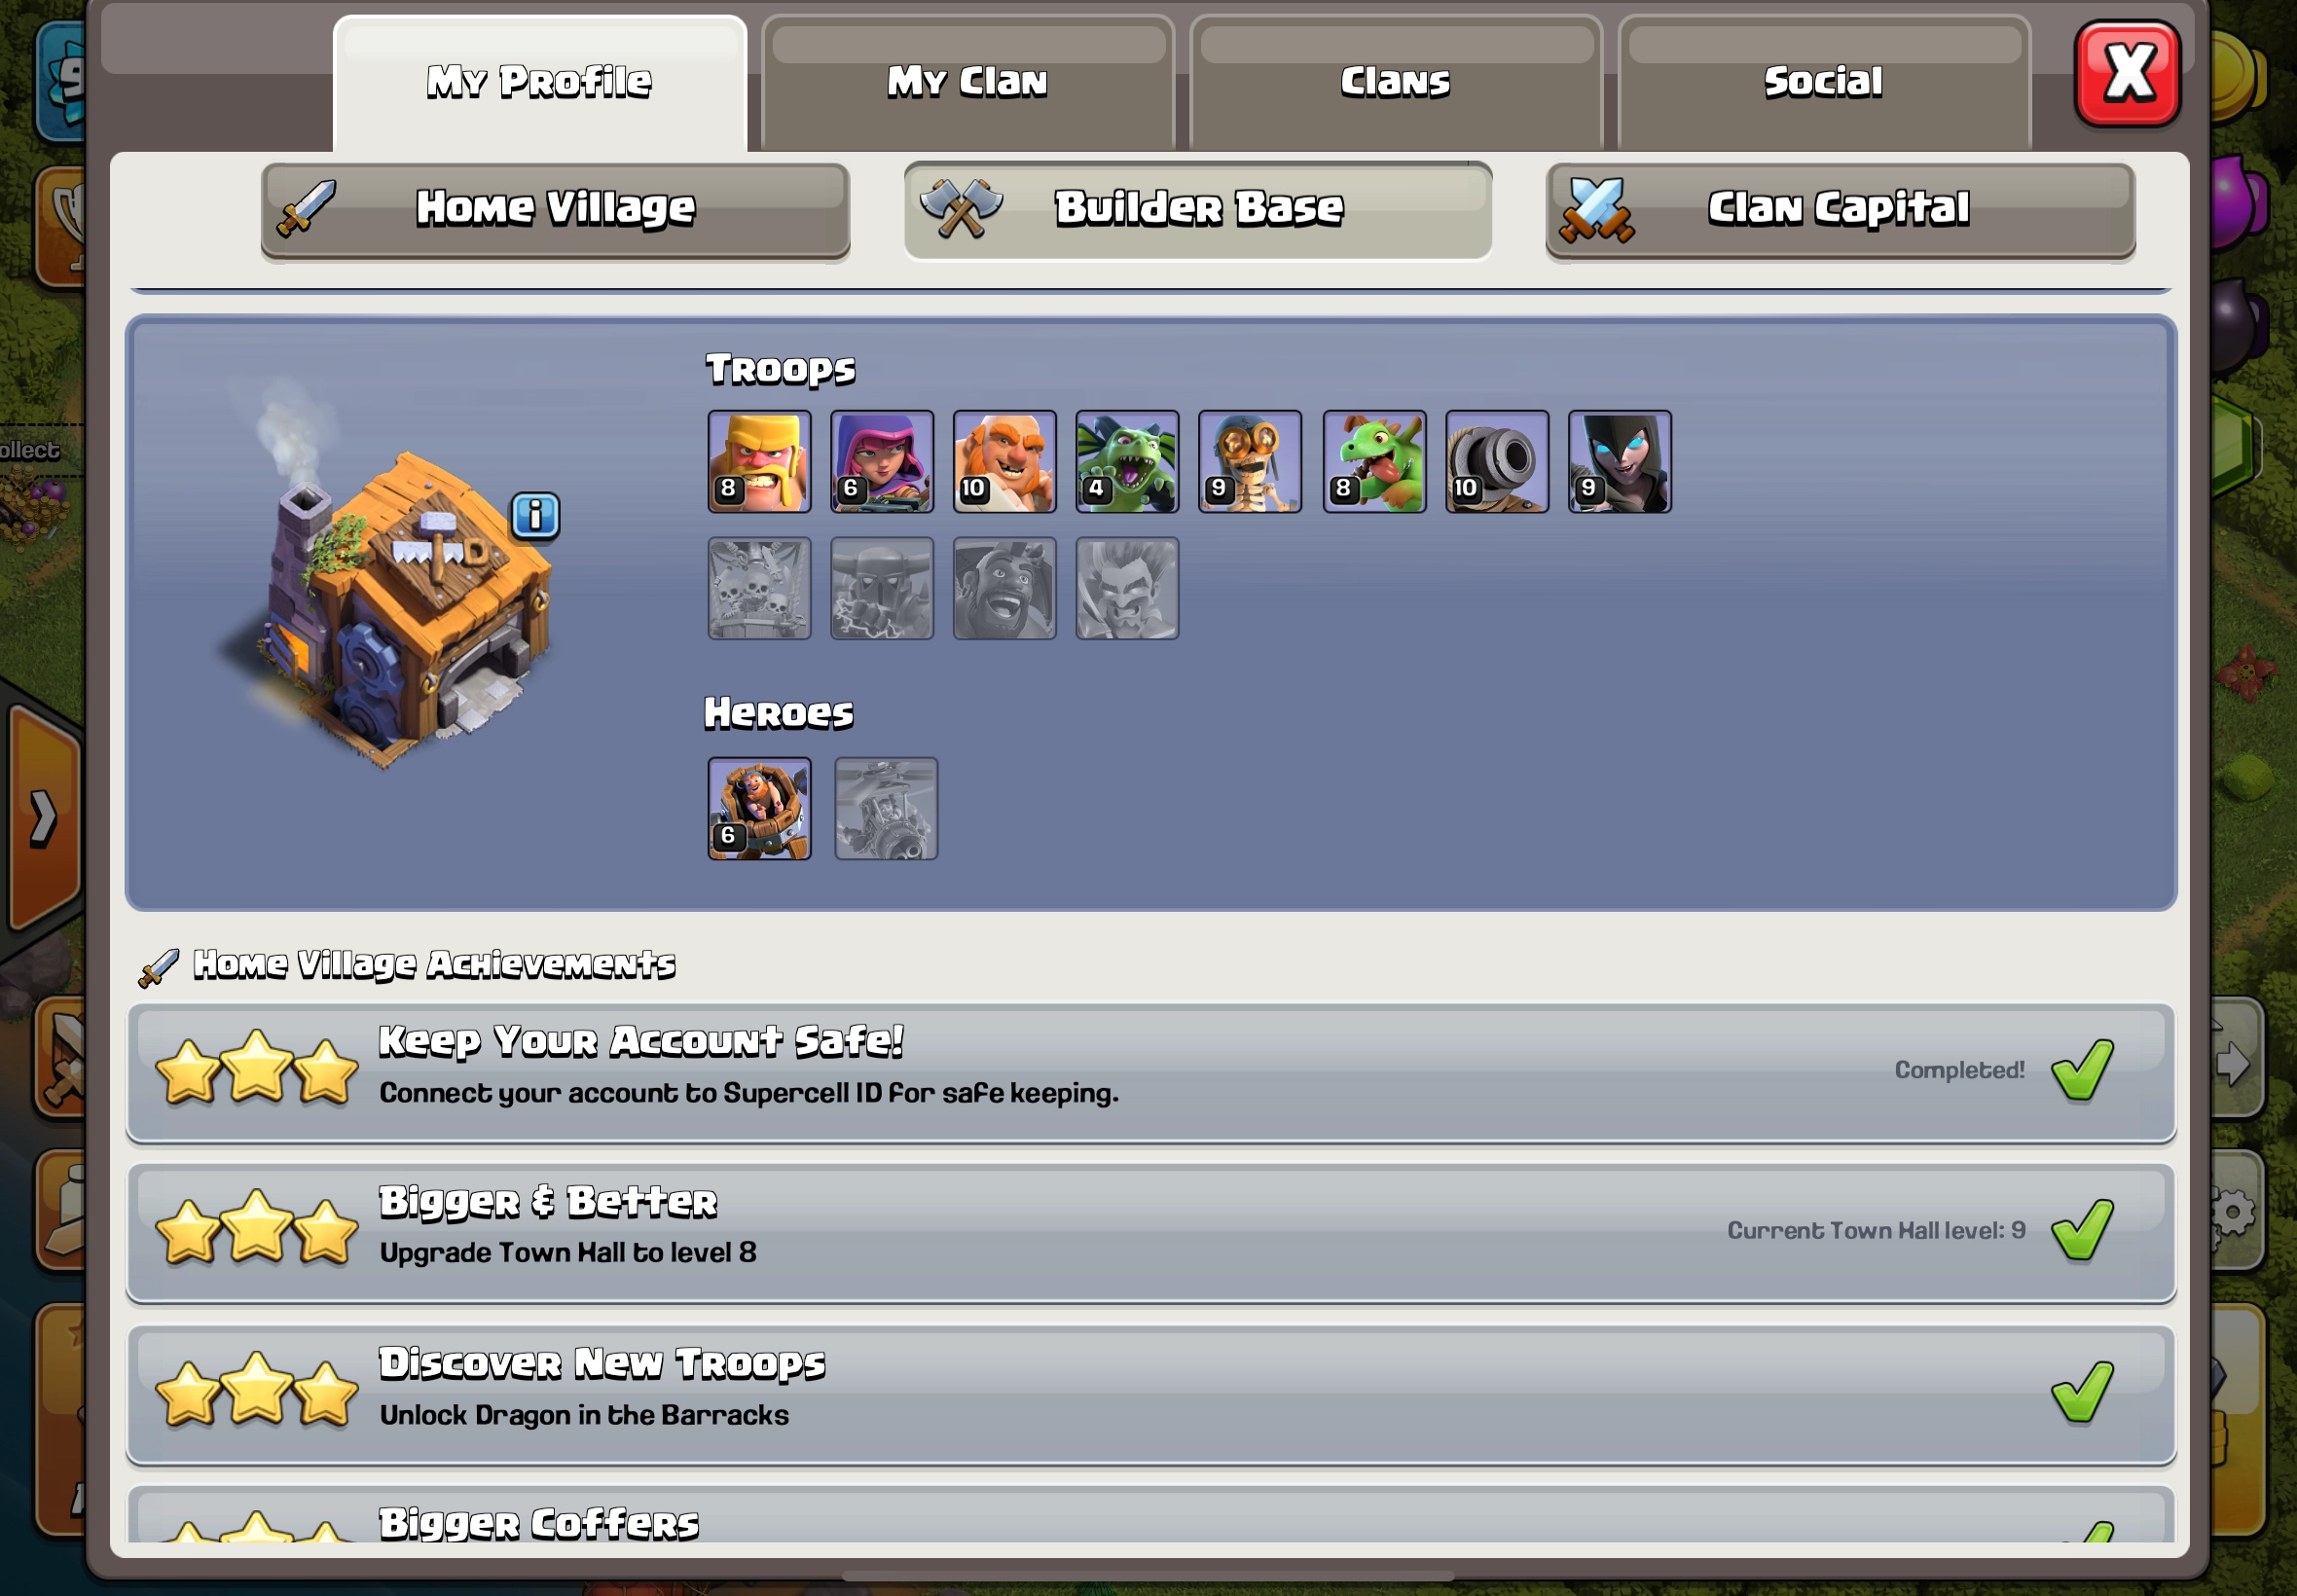 My Profile
My Clan
Clans
Social
X
Home Village
Builder Base
Clan Capital
ollect
Troops
8
6
10
4
9
8
10
9
Heroes
6
Home Village Achievements
Keep Your Account Safe!
Connect your account to Supercell ID for safe keeping.
Completed!
Bigger & Better
Upgrade Town Hall to level 8
Current Town Hall level: 9
Discover New Troops
Unlock Dragon in the Barracks
Bigger Coffers